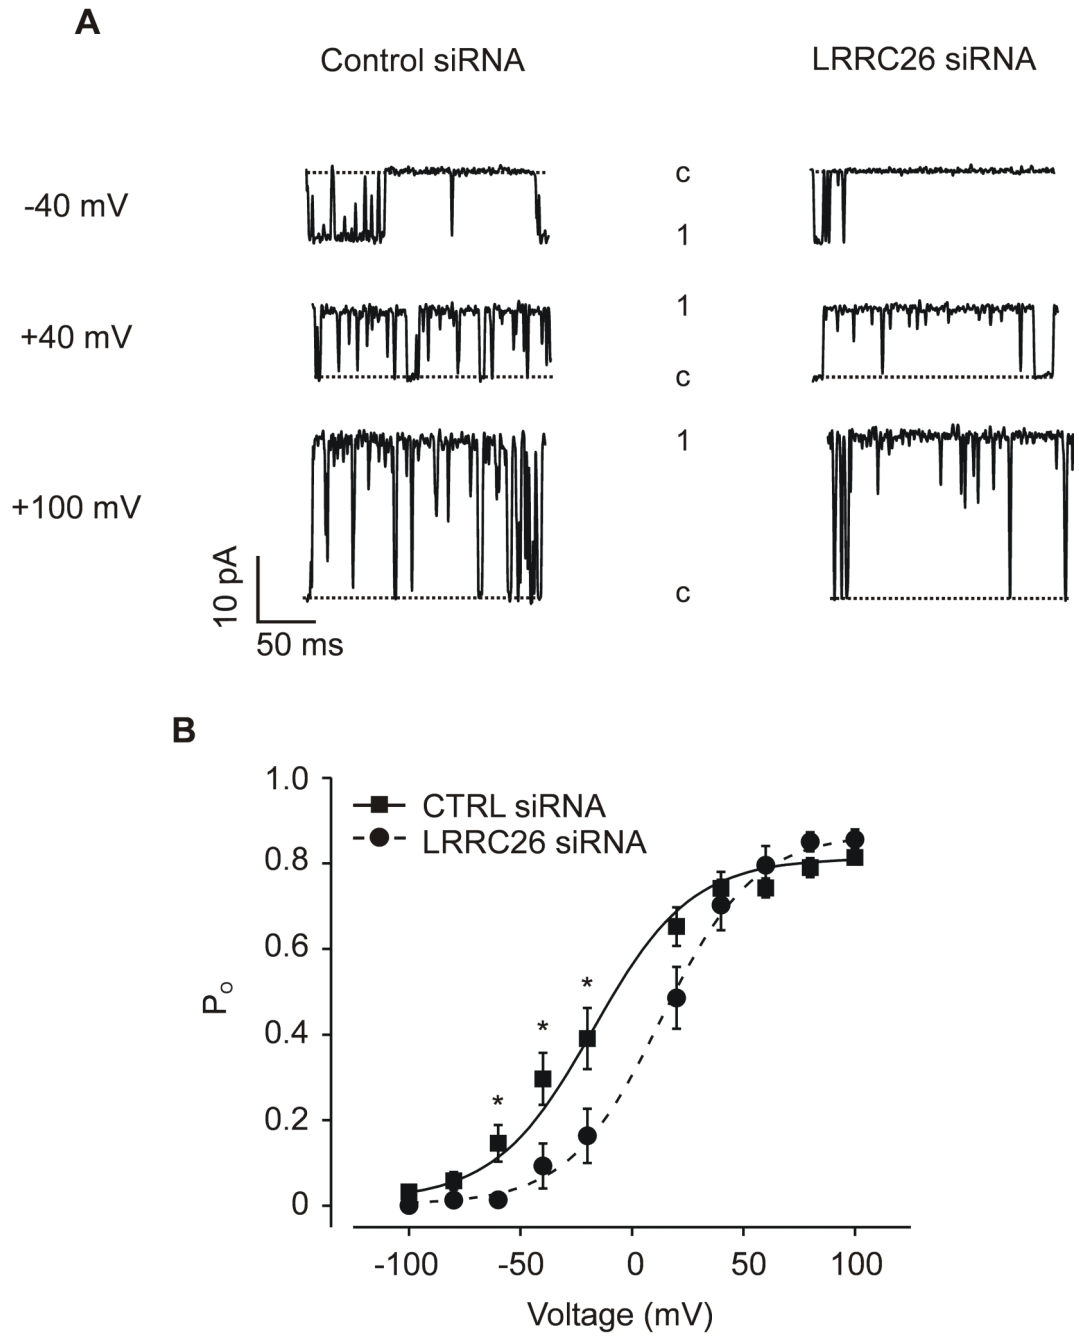 A
Control siRNA LRRC26 siRNA
-40 mV c
1
+40 mV 1
c
+100 mV 1
c
10 pA
50 ms
B
1.0
CTRL siRNA
LRRC26 siRNA
0.8
0.6
*
*
0.4
*
0.2
0
Po
-100 -50 0 50 100
Voltage (mV)